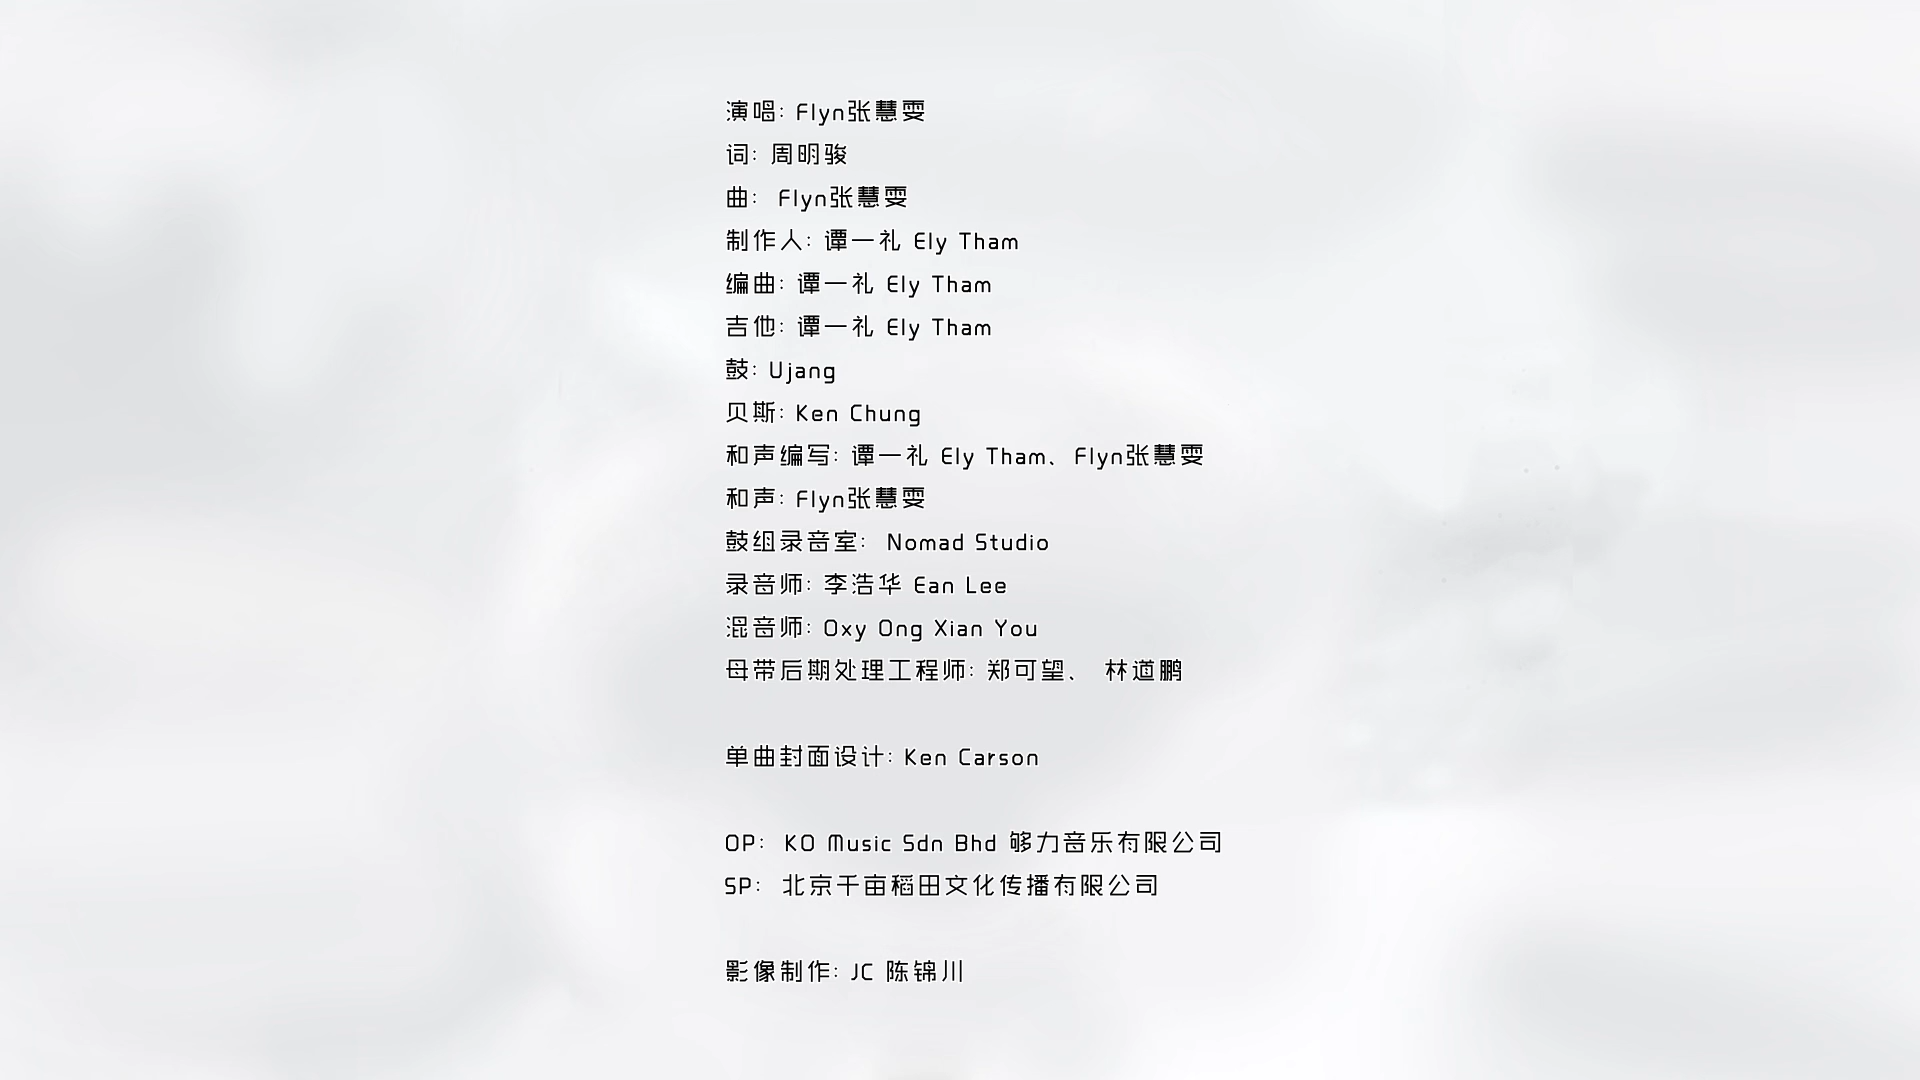 演唱: Flyn张慧雯
词: 周明骏
曲: Flyn张慧雯
制作人: 谭一礼 Ely Tham
编曲: 谭一礼 Ely Tham
吉他: 谭一礼 Ely Tham
鼓: Ujang
贝斯: Ken Chung
和声编写: 谭一礼 Ely Tham、Flyn张慧雯
和声: Flyn张慧雯
鼓组录音室: Nomad Studio
录音师: 李浩华 Ean Lee
混音师: Oxy Ong Xian You
母带后期处理工程师: 郑可望、 林道鹏
单曲封面设计: Ken Carson
OP: KO Music Sdn Bhd 够力音乐有限公司
SP: 北京千亩稻田文化传播有限公司
影像制作: JC 陈锦川